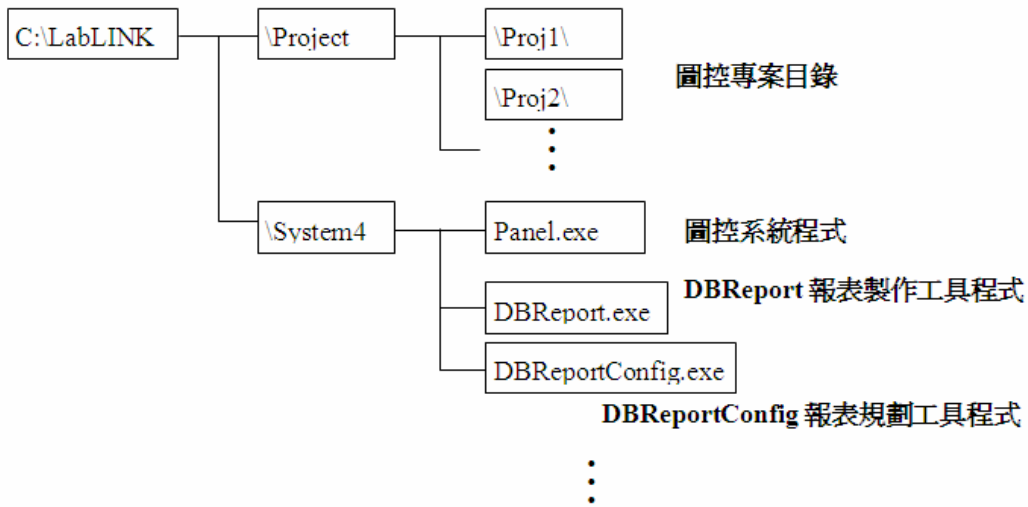 C:\LabLINK
\Project
\Proj1\
圖控專案目錄
\Proj2\
\System4
Panel.exe
圖控系統程式
DBReport 報表製作工具程式
DBReport.exe
DBReportConfig.exe
DBReportConfig 報表規劃工具程式